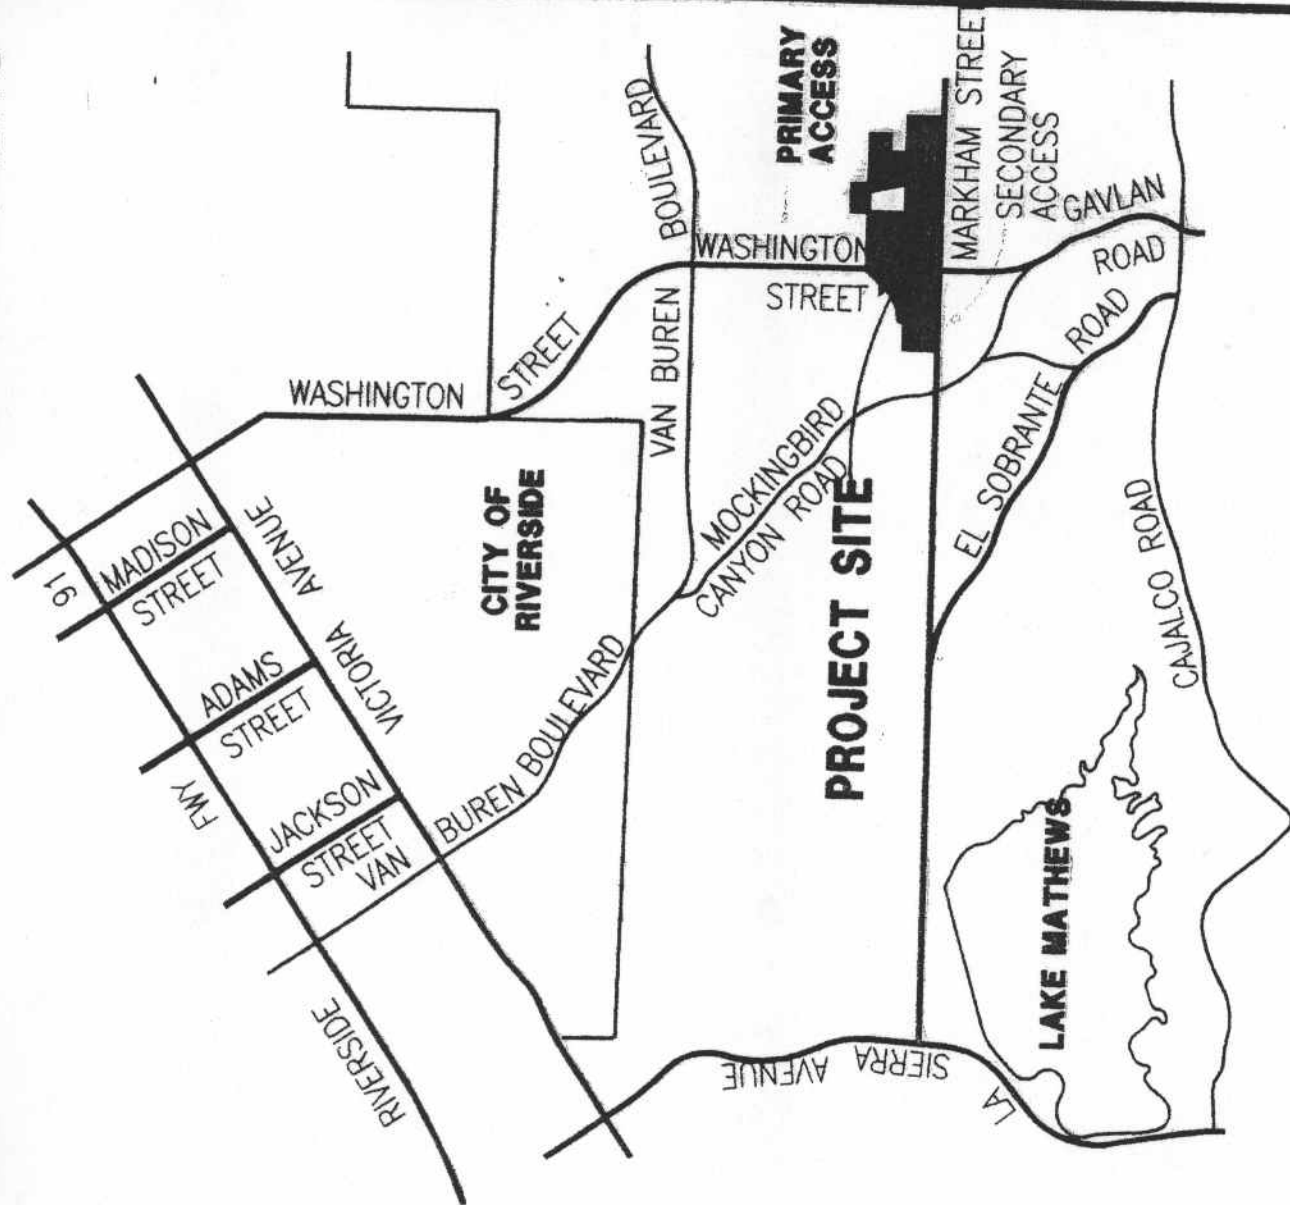 PRIMARY
ACCESS
MARKHAM STREET
SECONDARY
ACCESS
BOULEVARD
VAN BUREN
WASHINGTON
STREET
GAVLAN
ROAD
WASHINGTON
STREET
EL SOBRANTE
ROAD
CITY OF
RIVERSIDE
MOCKINGBIRD
CANYON ROAD
PROJECT SITE
CAJALCO ROAD
91
FWY
RIVERSIDE
MADISON
STREET
ADAMS
STREET
JACKSON
STREET
VICTORIA
AVENUE
VAN
BUREN
BOULEVARD
LAKE MATHEWS
LA
SIERRA
AVENUE